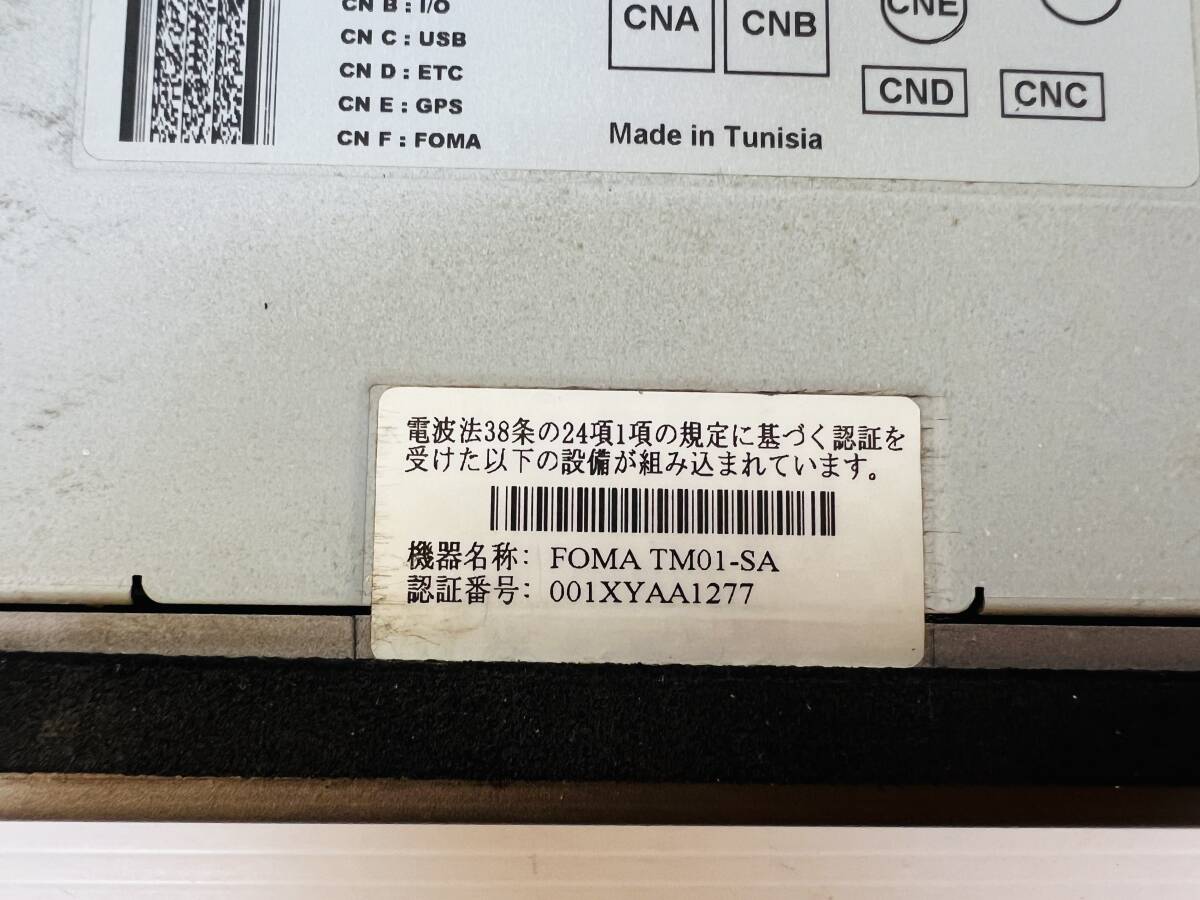 CN B : I/O
CN C : USB
CN D : ETC
CN E : GPS
CN F : FOMA
CNA
CNB
CNE
CND
CNC
Made in Tunisia
電波法38条の24項1項の規定に基づく認証を
受けた以下の設備が組み込まれています。
機器名称: FOMA TM01-SA
認証番号: 001XYAA1277